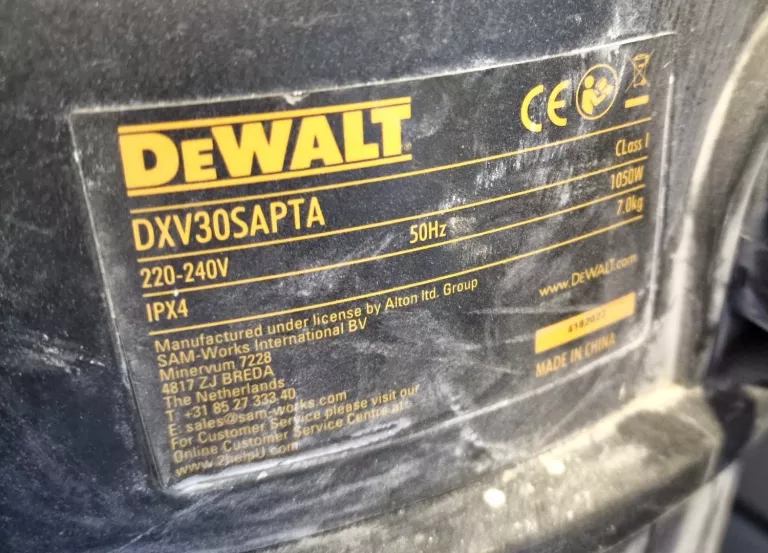 DEWALT
CE
DXV30SAPTA
CLass I
220-240V
50Hz
1050W
IPX4
7.0kg
Manufactured under license by Alton ltd. Group
SAM-Works International BV
Minervum 7228
4817 ZJ BREDA
The Netherlands
T: +31 85 27 333 40
E: sales@sam-works.com
For Customer Service please visit our
Online Customer Service Centre at:
www.2helpU.com
www.DEWALT.com
MADE IN CHINA